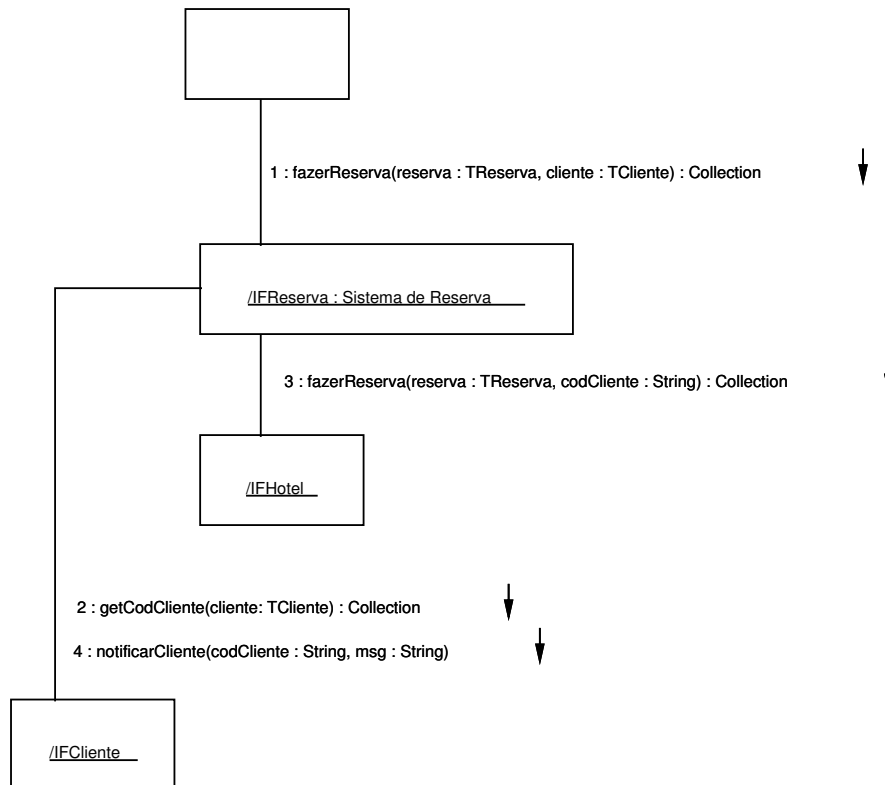 1 : fazerReserva(reserva : TReserva, cliente : TCliente) : Collection
/IFReserva : Sistema de Reserva
3 : fazerReserva(reserva : TReserva, codCliente : String) : Collection
/IFHotel
2 : getCodCliente(cliente: TCliente) : Collection
4 : notificarCliente(codCliente : String, msg : String)
/IFCliente